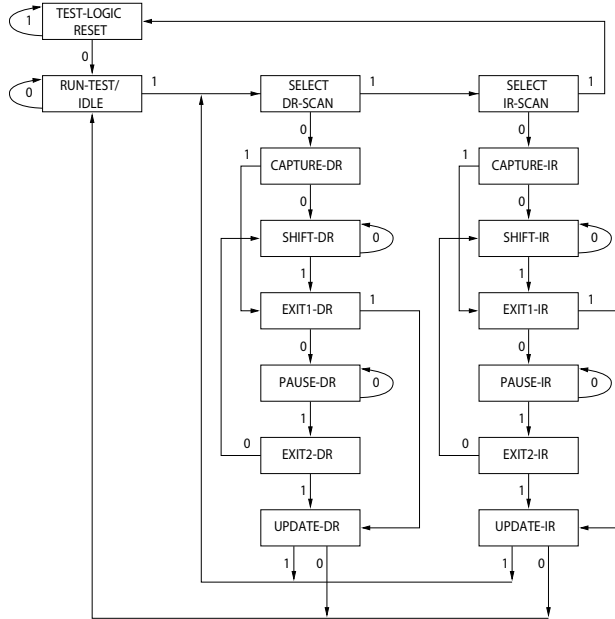 TEST-LOGIC
RESET
1
0
RUN-TEST/
IDLE
0
1
SELECT
DR-SCAN
1
SELECT
IR-SCAN
1
0
0
1
CAPTURE-DR
1
CAPTURE-IR
0
0
SHIFT-DR
0
SHIFT-IR
0
1
1
EXIT1-DR
1
EXIT1-IR
1
0
0
PAUSE-DR
0
PAUSE-IR
0
1
1
0
EXIT2-DR
0
EXIT2-IR
1
1
UPDATE-DR
UPDATE-IR
1
0
1
0